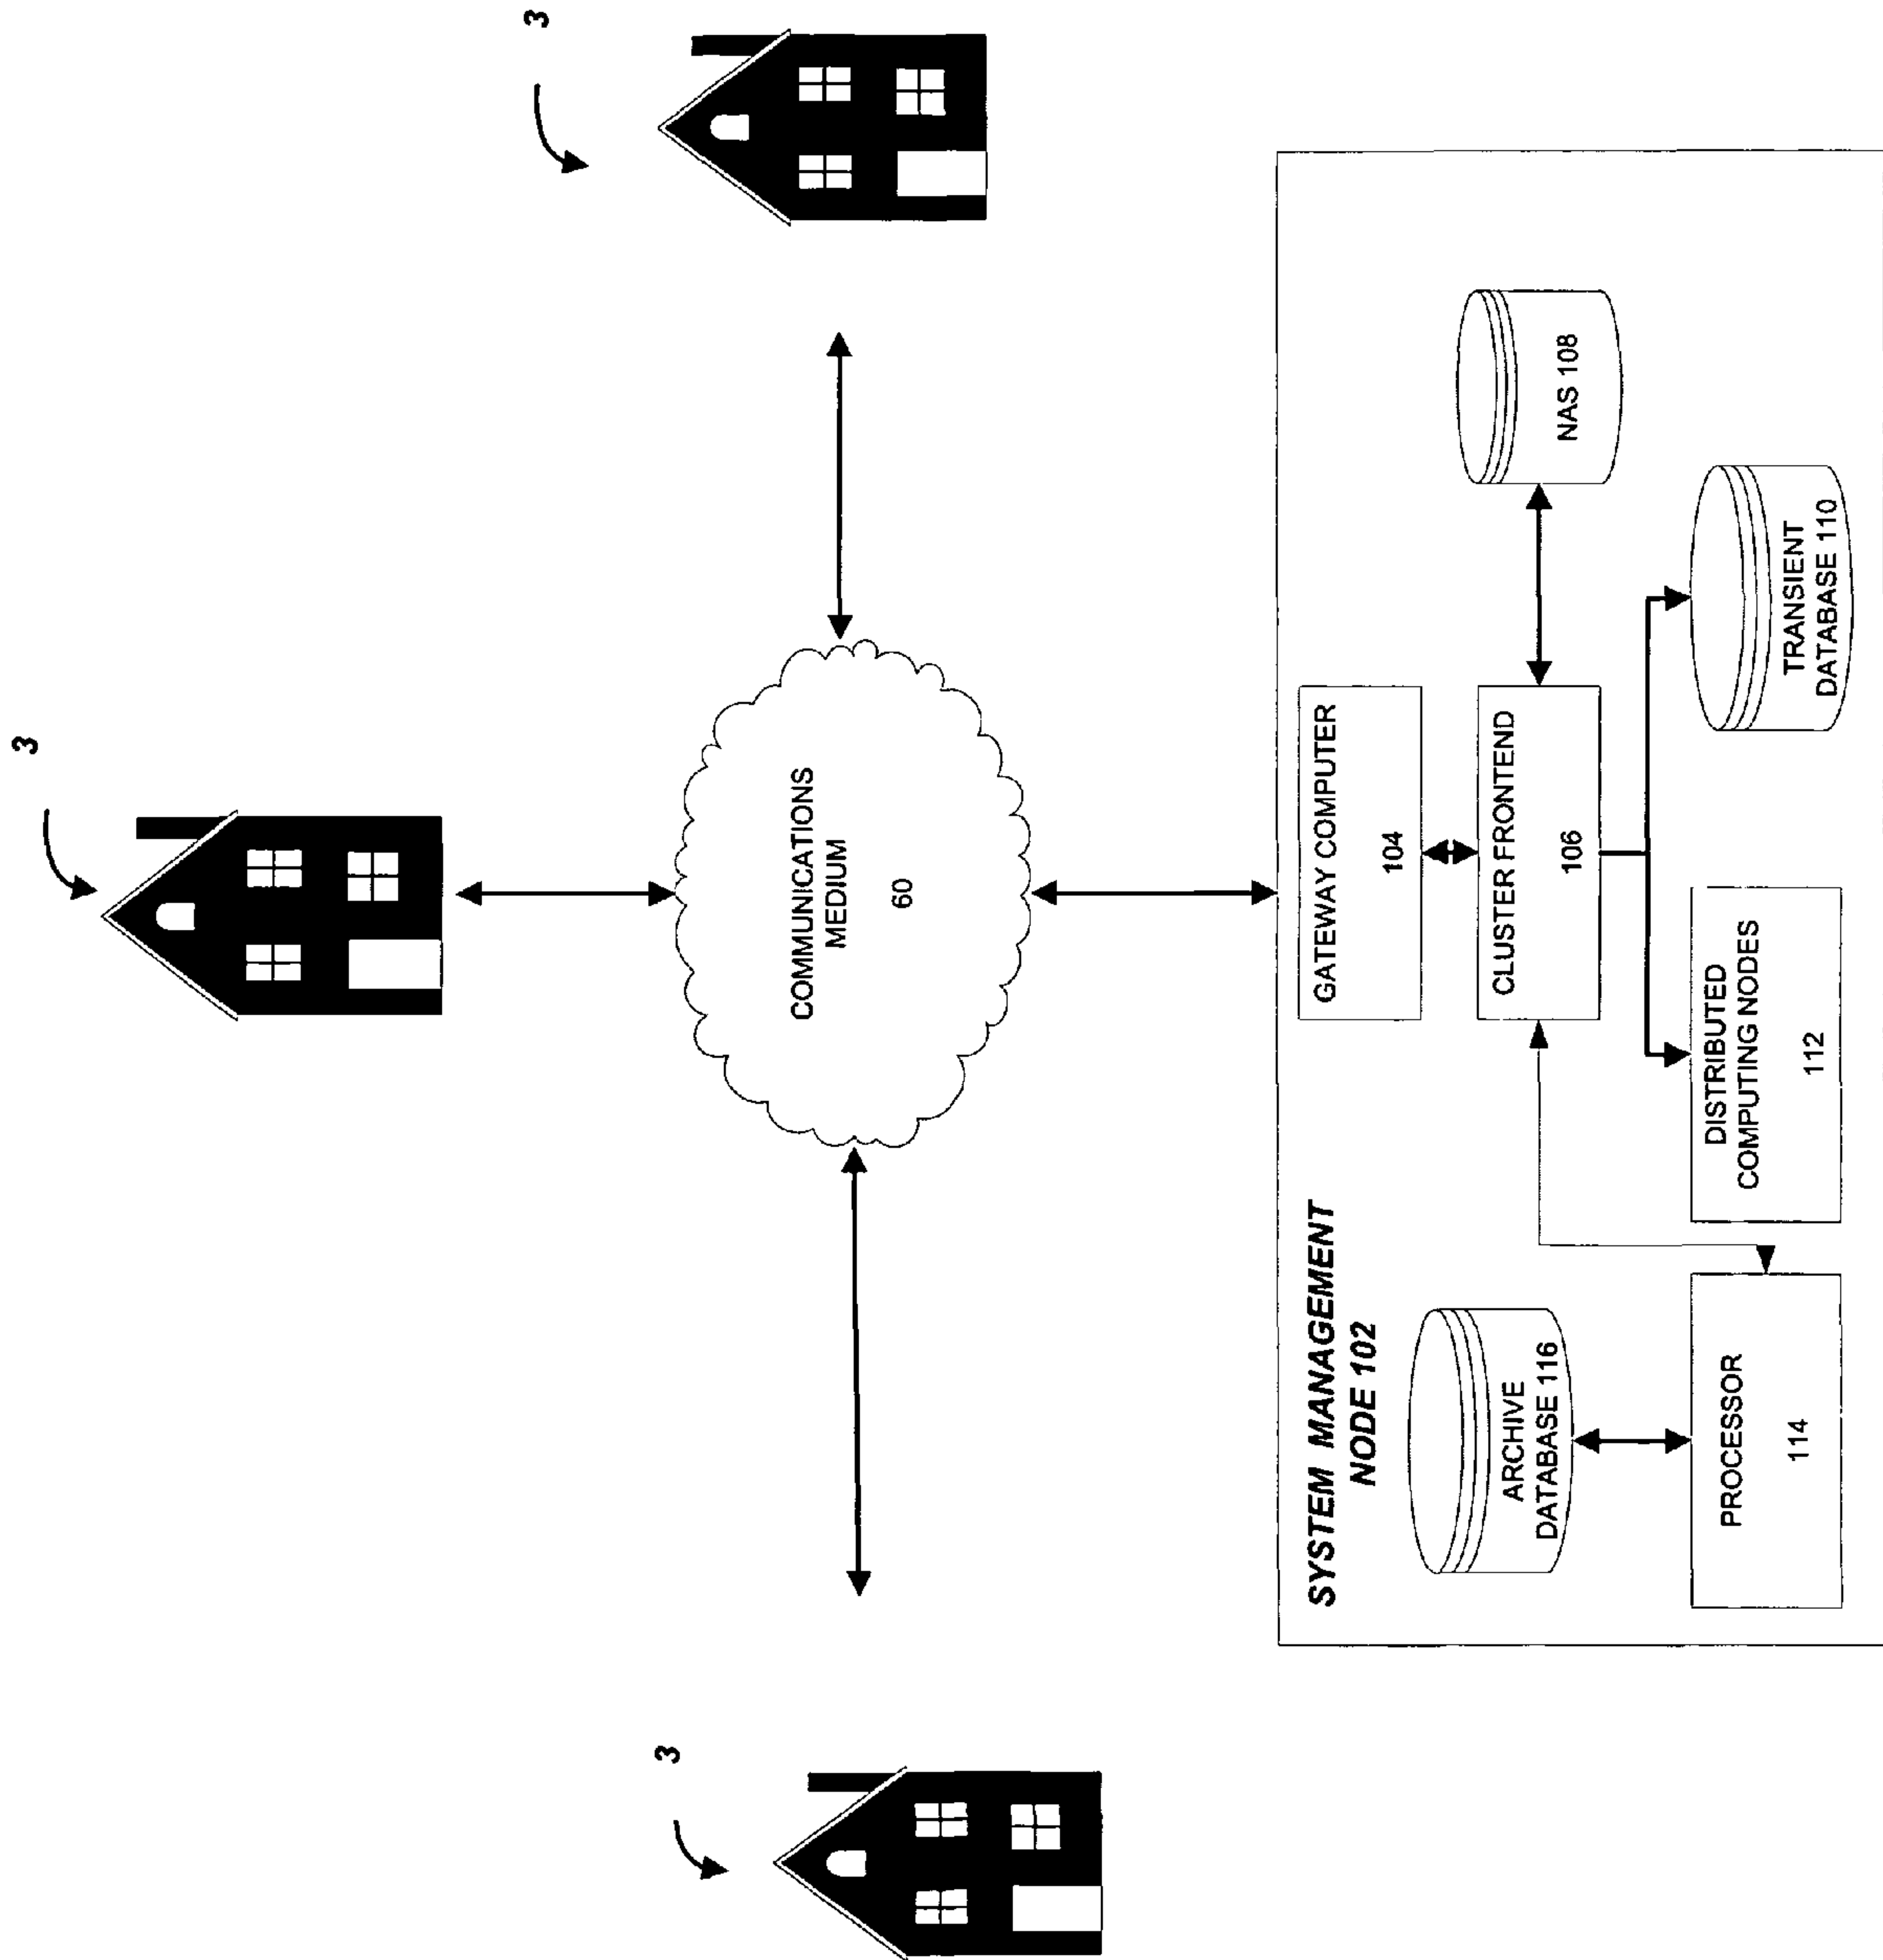 3
3
3
COMMUNICATIONS
MEDIUM
60
SYSTEM MANAGEMENT
NODE 102
GATEWAY COMPUTER
104
CLUSTER FRONTEND
106
NAS 108
ARCHIVE
DATABASE 116
PROCESSOR
114
DISTRIBUTED
COMPUTING NODES
112
TRANSIENT
DATABASE 110